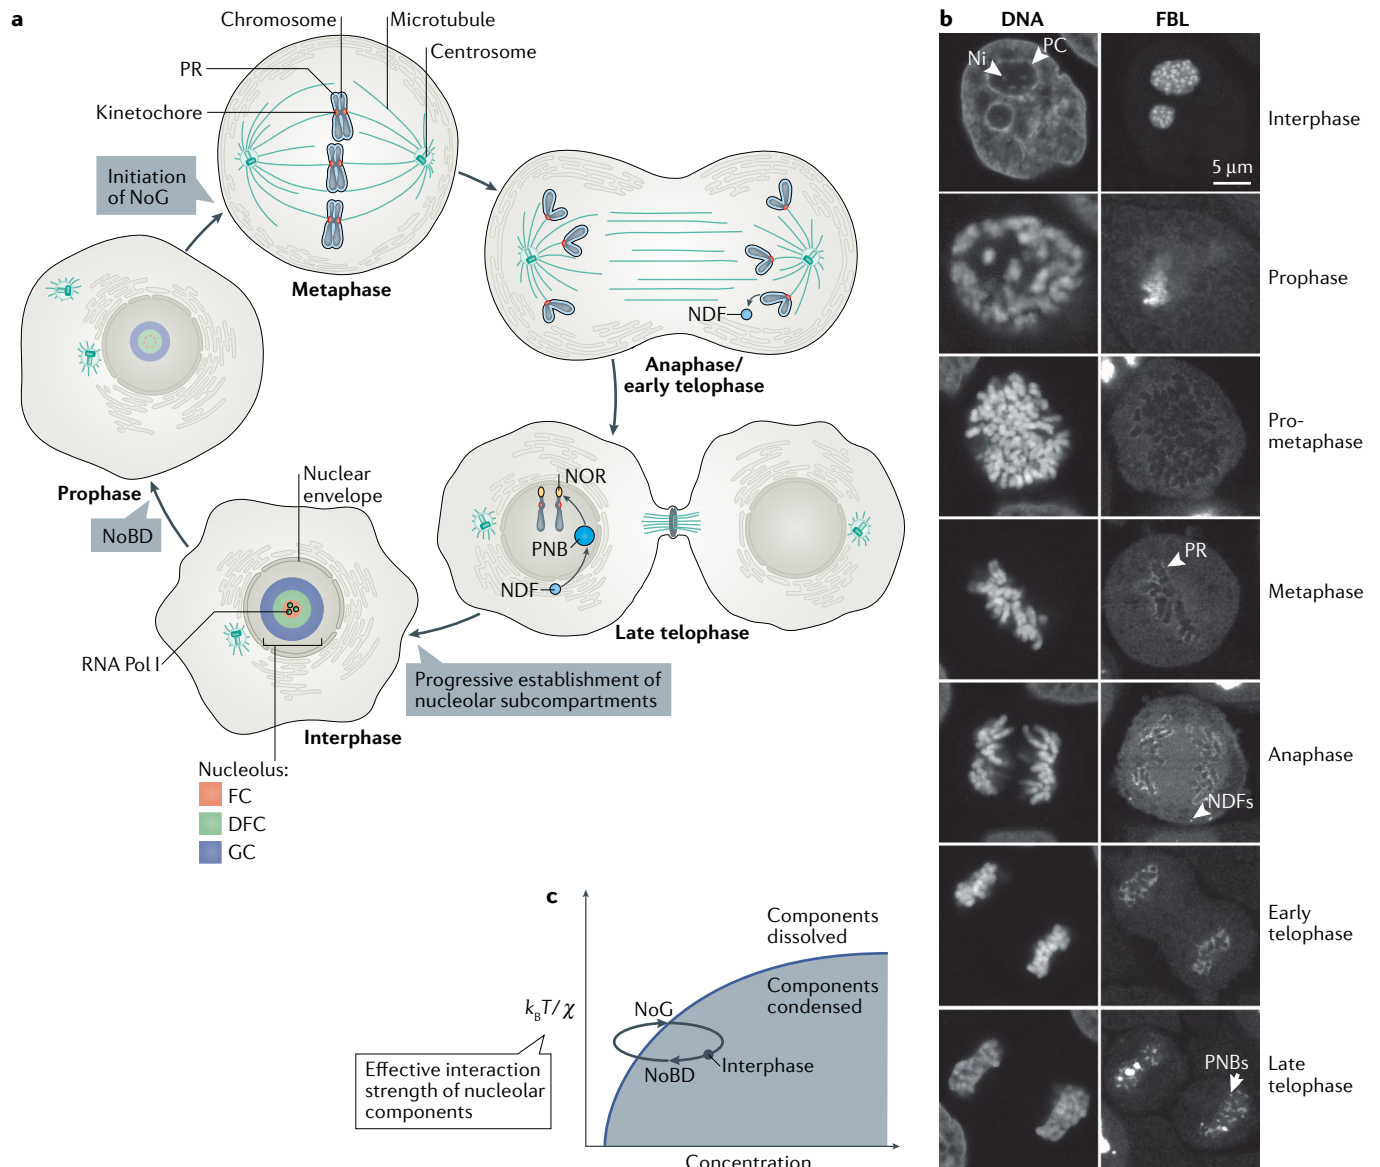 a
Chromosome
Microtubule
Centrosome
PR
Kinetochore
Initiation
of NoG
Metaphase
NDF
Anaphase/
early telophase
Prophase
NoBD
Nuclear
envelope
NOR
PNB
NDF
Late telophase
RNA Pol I
Progressive establishment of
nucleolar subcompartments
Interphase
Nucleolus:
FC
DFC
GC
b
DNA
FBL
Ni
PC
5 μm
Interphase
Prophase
Pro-
metaphase
PR
Metaphase
NDFs
Anaphase
Early
telophase
PNBs
Late
telophase
c
Components
dissolved
Components
condensed
k_B T/χ
NoG
NoBD
Interphase
Effective interaction
strength of nucleolar
components
Concentration